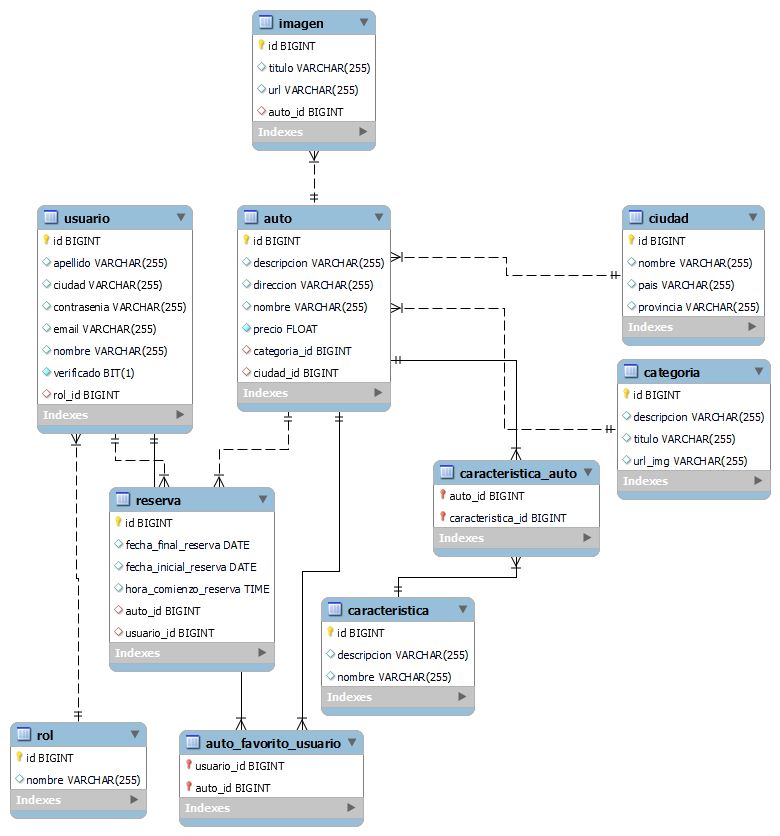 imagen
id BIGINT
titulo VARCHAR(255)
url VARCHAR(255)
auto_id BIGINT
Indexes
usuario
id BIGINT
apellido VARCHAR(255)
ciudad VARCHAR(255)
contrasenia VARCHAR(255)
email VARCHAR(255)
nombre VARCHAR(255)
verificado BIT(1)
rol_id BIGINT
Indexes
auto
id BIGINT
descripcion VARCHAR(255)
direccion VARCHAR(255)
nombre VARCHAR(255)
precio FLOAT
categoria_id BIGINT
ciudad_id BIGINT
Indexes
ciudad
id BIGINT
nombre VARCHAR(255)
pais VARCHAR(255)
provincia VARCHAR(255)
Indexes
categoria
id BIGINT
descripcion VARCHAR(255)
titulo VARCHAR(255)
url_img VARCHAR(255)
Indexes
caracteristica_auto
auto_id BIGINT
caracteristica_id BIGINT
Indexes
reserva
id BIGINT
fecha_final_reserva DATE
fecha_inicial_reserva DATE
hora_comienzo_reserva TIME
auto_id BIGINT
usuario_id BIGINT
Indexes
caracteristica
id BIGINT
descripcion VARCHAR(255)
nombre VARCHAR(255)
Indexes
rol
id BIGINT
nombre VARCHAR(255)
Indexes
auto_favorito_usuario
usuario_id BIGINT
auto_id BIGINT
Indexes